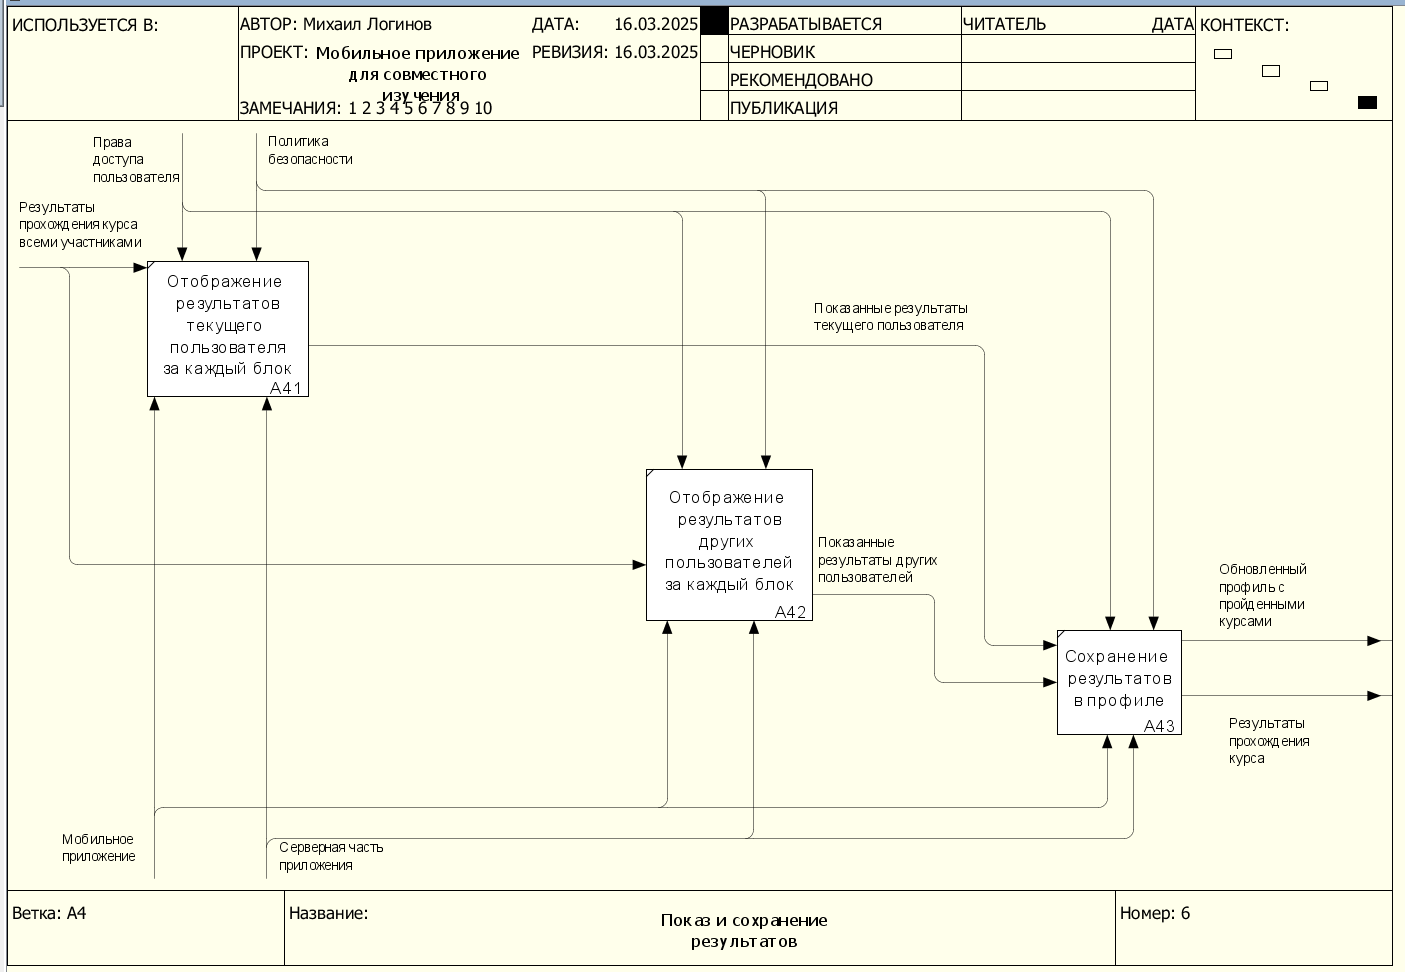 ИСПОЛЬЗУЕТСЯ В:
АВТОР: Михаил Логинов
ДАТА: 16.03.2025
ПРОЕКТ: Мобильное приложение
для совместного
изучения
РЕВИЗИЯ: 16.03.2025
ЗАМЕЧАНИЯ: 1 2 3 4 5 6 7 8 9 10
РАЗРАБАТЫВАЕТСЯ
ЧЕРНОВИК
РЕКОМЕНДОВАНО
ПУБЛИКАЦИЯ
ЧИТАТЕЛЬ
ДАТА
КОНТЕКСТ:
Права
доступа
пользователя
Политика
безопасности
Результаты
прохождения курса
всеми участниками
Отображение
результатов
текущего
пользователя
за каждый блок
A41
Показанные результаты
текущего пользователя
Отображение
результатов
других
пользователей
за каждый блок
A42
Показанные
результаты других
пользователей
Обновленный
профиль с
пройденными
курсами
Сохранение
результатов
в профиле
A43
Результаты
прохождения
курса
Мобильное
приложение
Серверная часть
приложения
Ветка: A4
Название:
Показ и сохранение
результатов
Номер: 6